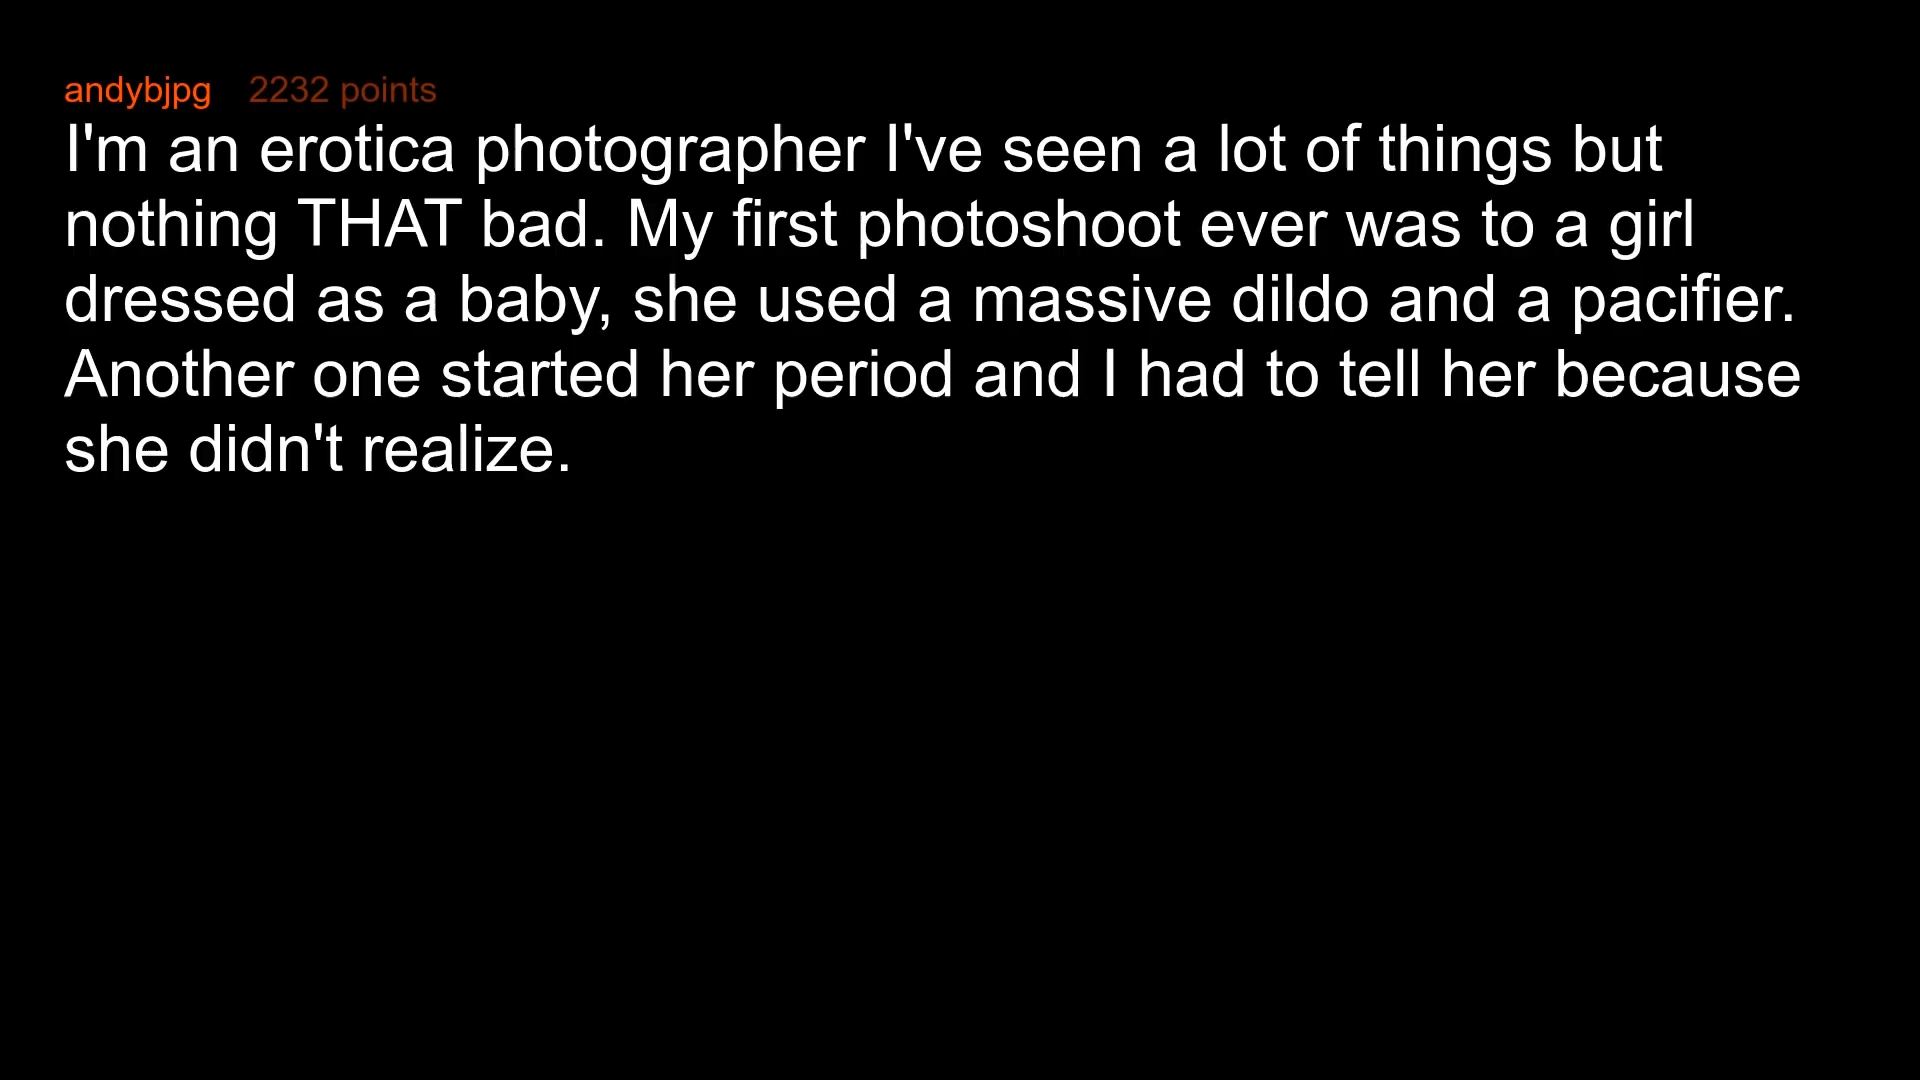 andybjpg 2232 points
I'm an erotica photographer I've seen a lot of things but
nothing THAT bad. My first photoshoot ever was to a girl
dressed as a baby, she used a massive dildo and a pacifier.
Another one started her period and I had to tell her because
she didn't realize.